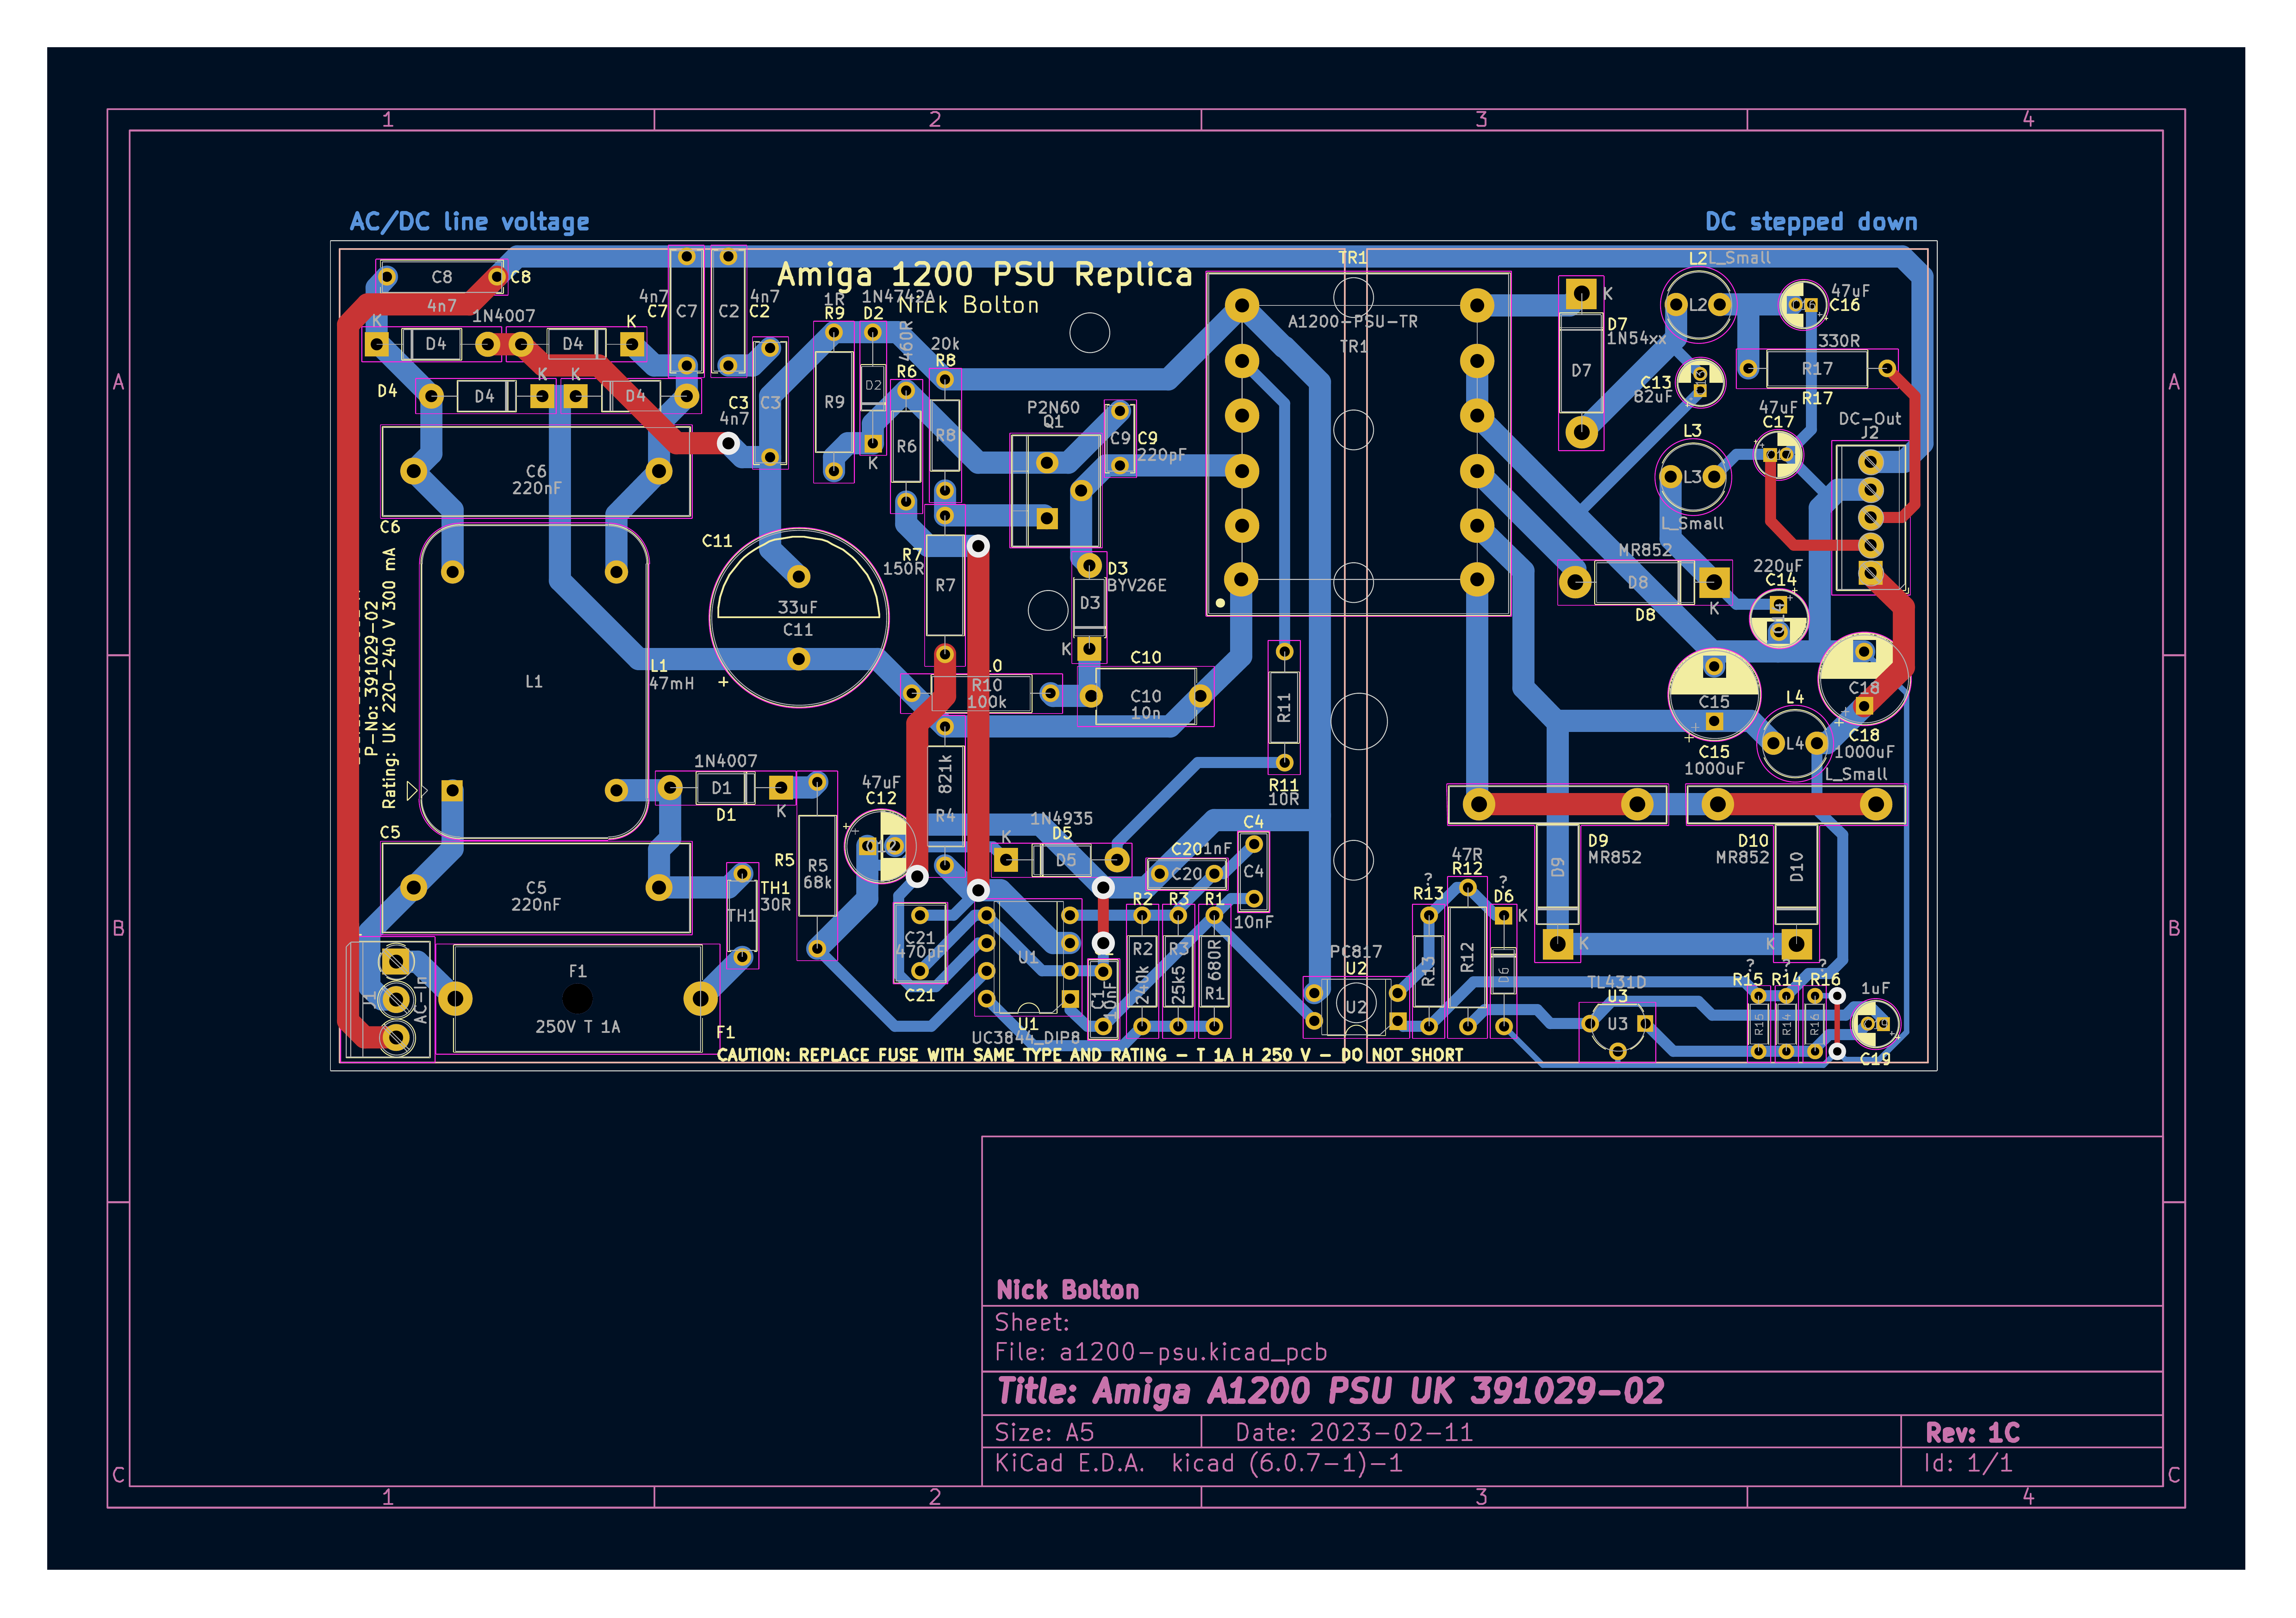 1 2 3 4
A A
B B
C C
1 2 3 4
AC/DC line voltage
DC stepped down
Amiga 1200 PSU Replica
Nick Bolton
C8 C8
4n7
1N4007
K D4 D4 K
D4 K D4 K D4
4n7 C7 C7
4n7 C2 C2
C3 C3
4n7
1R
R9
R9
1N4742A
D2
D2
K
460R
R6
R6
20k
R8
R8
P2N60
Q1
C9 C9
220pF
TR1
A1200-PSU-TR
TR1
K
D7
1N54xx
D7
L2 L_Small
L2
47uF
C16
330R
R17
R17
C13
82uF
47uF
C17
DC-Out
J2
L3
L3
L_Small
C6
220nF
C6
P-No: 391029-02
Rating: UK 220-240 V 300 mA
C11
33uF
C11
+
R7
150R
R7
D3
BYV26E
D3
K
MR852
D8
K
D8
220uF
C14
L1
L1
47mH
R10
100k
C10
C10
10n
R11
R11
10R
C15
C15
1000uF
C18
C18
1000uF
L4
L4
L_Small
1N4007
D1
K
D1
47uF
C12
821k
R4
1N4935
D5
K D5
C5
C5
220nF
R5
R5
68k
TH1
TH1
30R
C20 1nF
C20
C4
C4
10nF
D9
MR852
D9
K
D10
MR852
D10
K
J1
AC-In
F1
250V T 1A
F1
C21
470pF
C21
U1
U1
UC3844_DIP8
C1
R2
R2
240k
R3
R3
25k5
R1
680R
R1
PC817
U2
U2
?
R13
R13
47R
R12
R12
?
D6
K
D6
TL431D
U3
U3
?
R15
R15
?
R14
R14
?
R16
R16
1uF
C19
CAUTION: REPLACE FUSE WITH SAME TYPE AND RATING - T 1A H 250 V - DO NOT SHORT
Nick Bolton
Sheet:
File: a1200-psu.kicad_pcb
Title: Amiga A1200 PSU UK 391029-02
Size: A5 Date: 2023-02-11 Rev: 1C
KiCad E.D.A. kicad (6.0.7-1)-1 Id: 1/1